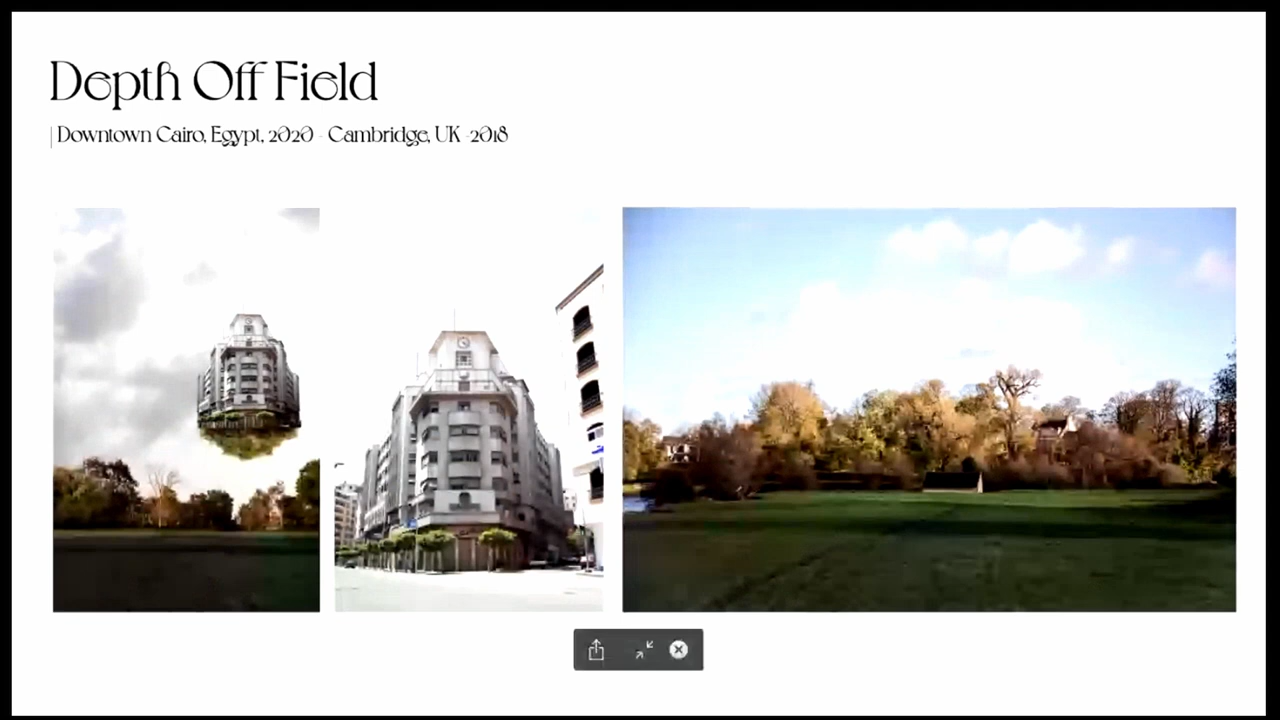 Depth Off Field
| Downtown Cairo, Egypt, 2020 - Cambridge, UK -2018